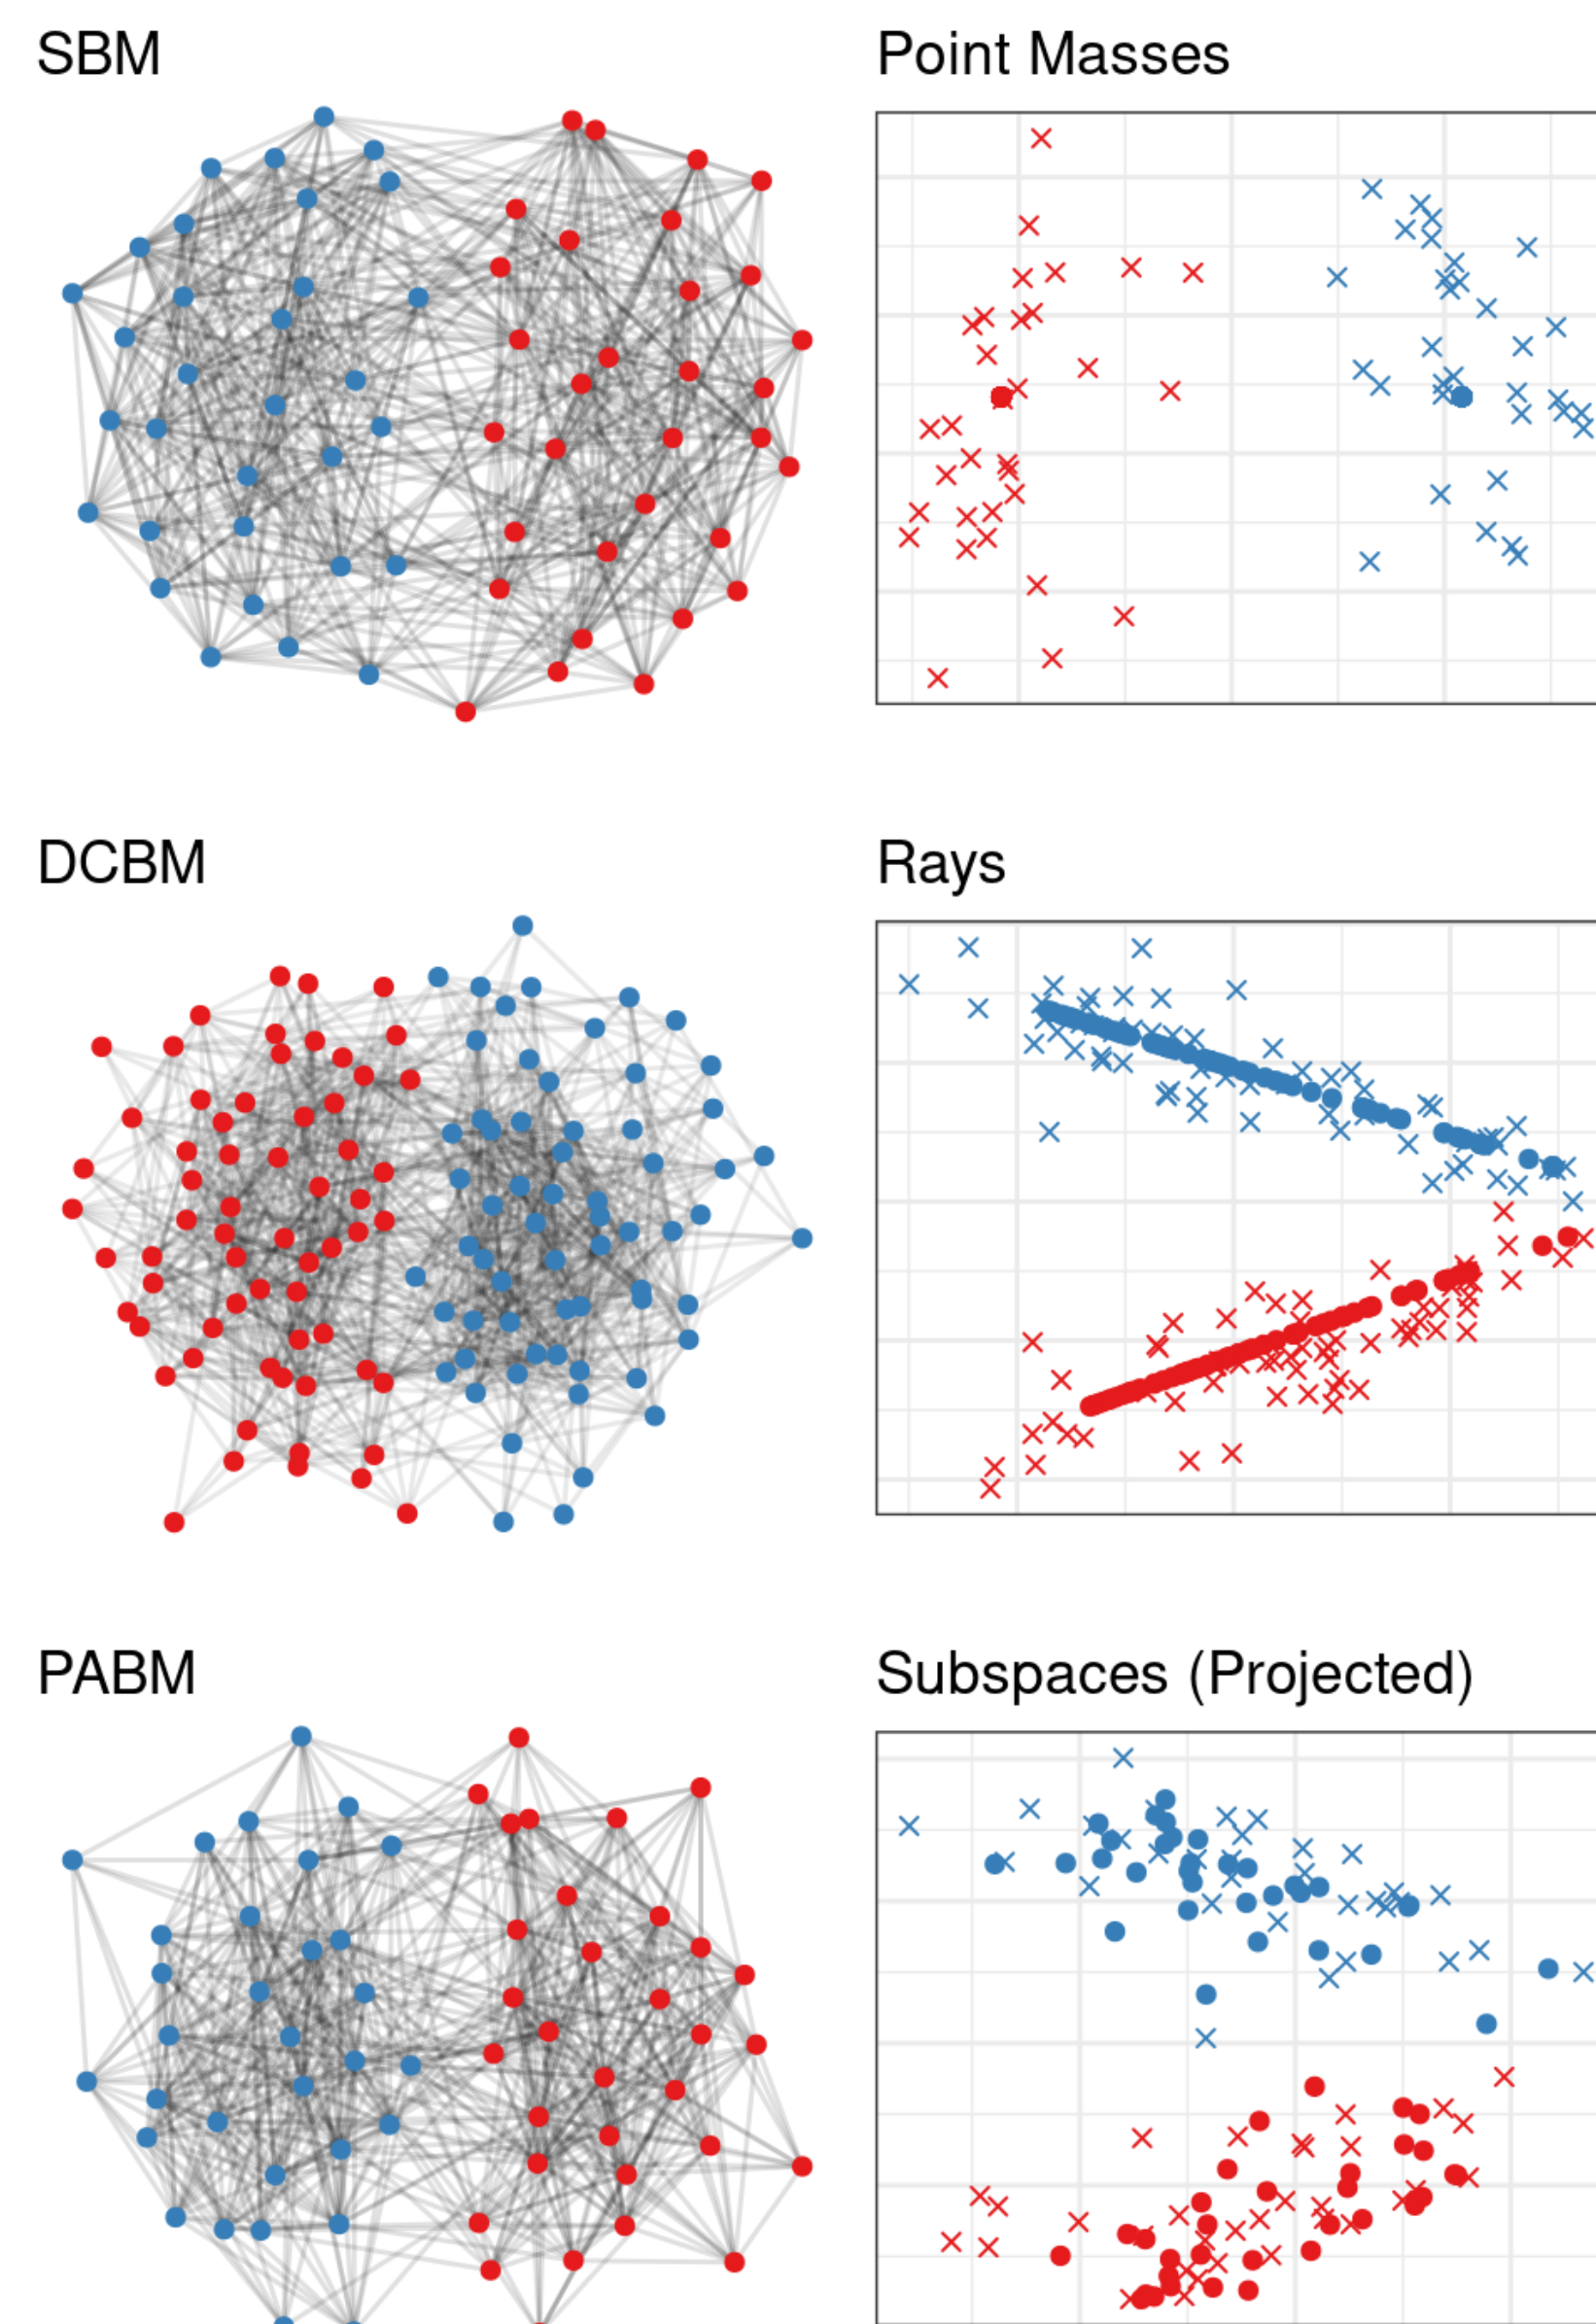 SBM
Point Masses
DCBM
Rays
PABM
Subspaces (Projected)